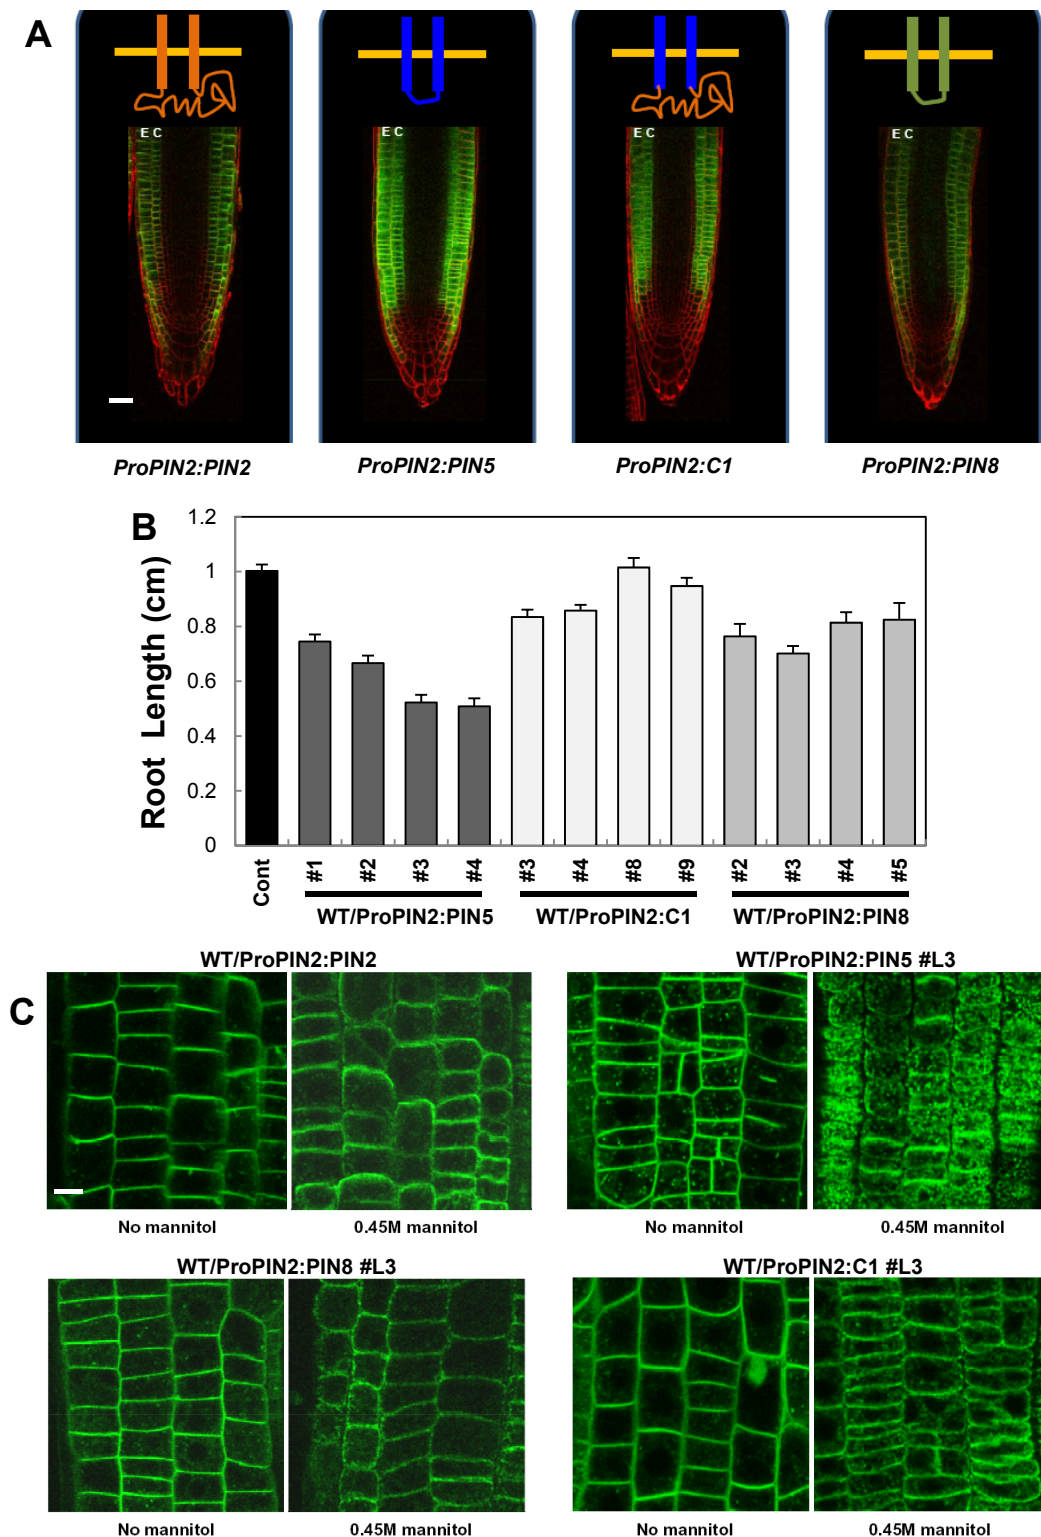 A
E C
E C
E C
E C
ProPIN2:PIN2
ProPIN2:PIN5
ProPIN2:C1
ProPIN2:PIN8
B
Root Length (cm)
1.2
1
0.8
0.6
0.4
0.2
0
Cont
#1
#2
#3
#4
#3
#4
#8
#9
#2
#3
#4
#5
WT/ProPIN2:PIN5
WT/ProPIN2:C1
WT/ProPIN2:PIN8
C
WT/ProPIN2:PIN2
WT/ProPIN2:PIN5 #L3
No mannitol
0.45M mannitol
No mannitol
0.45M mannitol
WT/ProPIN2:PIN8 #L3
WT/ProPIN2:C1 #L3
No mannitol
0.45M mannitol
No mannitol
0.45M mannitol